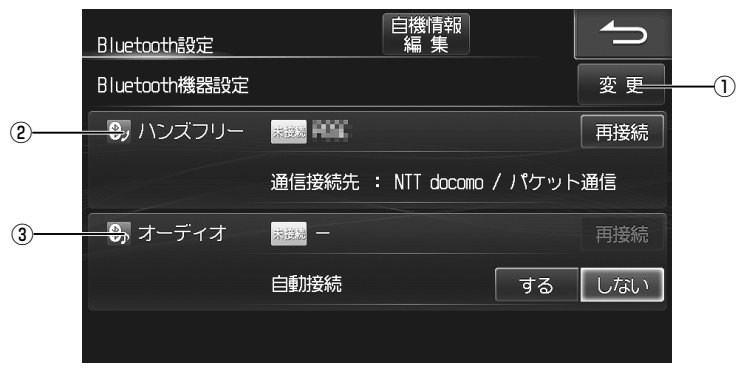 Bluetooth設定
自機情報
編 集
Bluetooth機器設定
変 更
①
②
ハンズフリー
未接続
再接続
通信接続先 : NTT docomo / パケット通信
③
オーディオ
未接続
ー
再接続
自動接続
する
しない